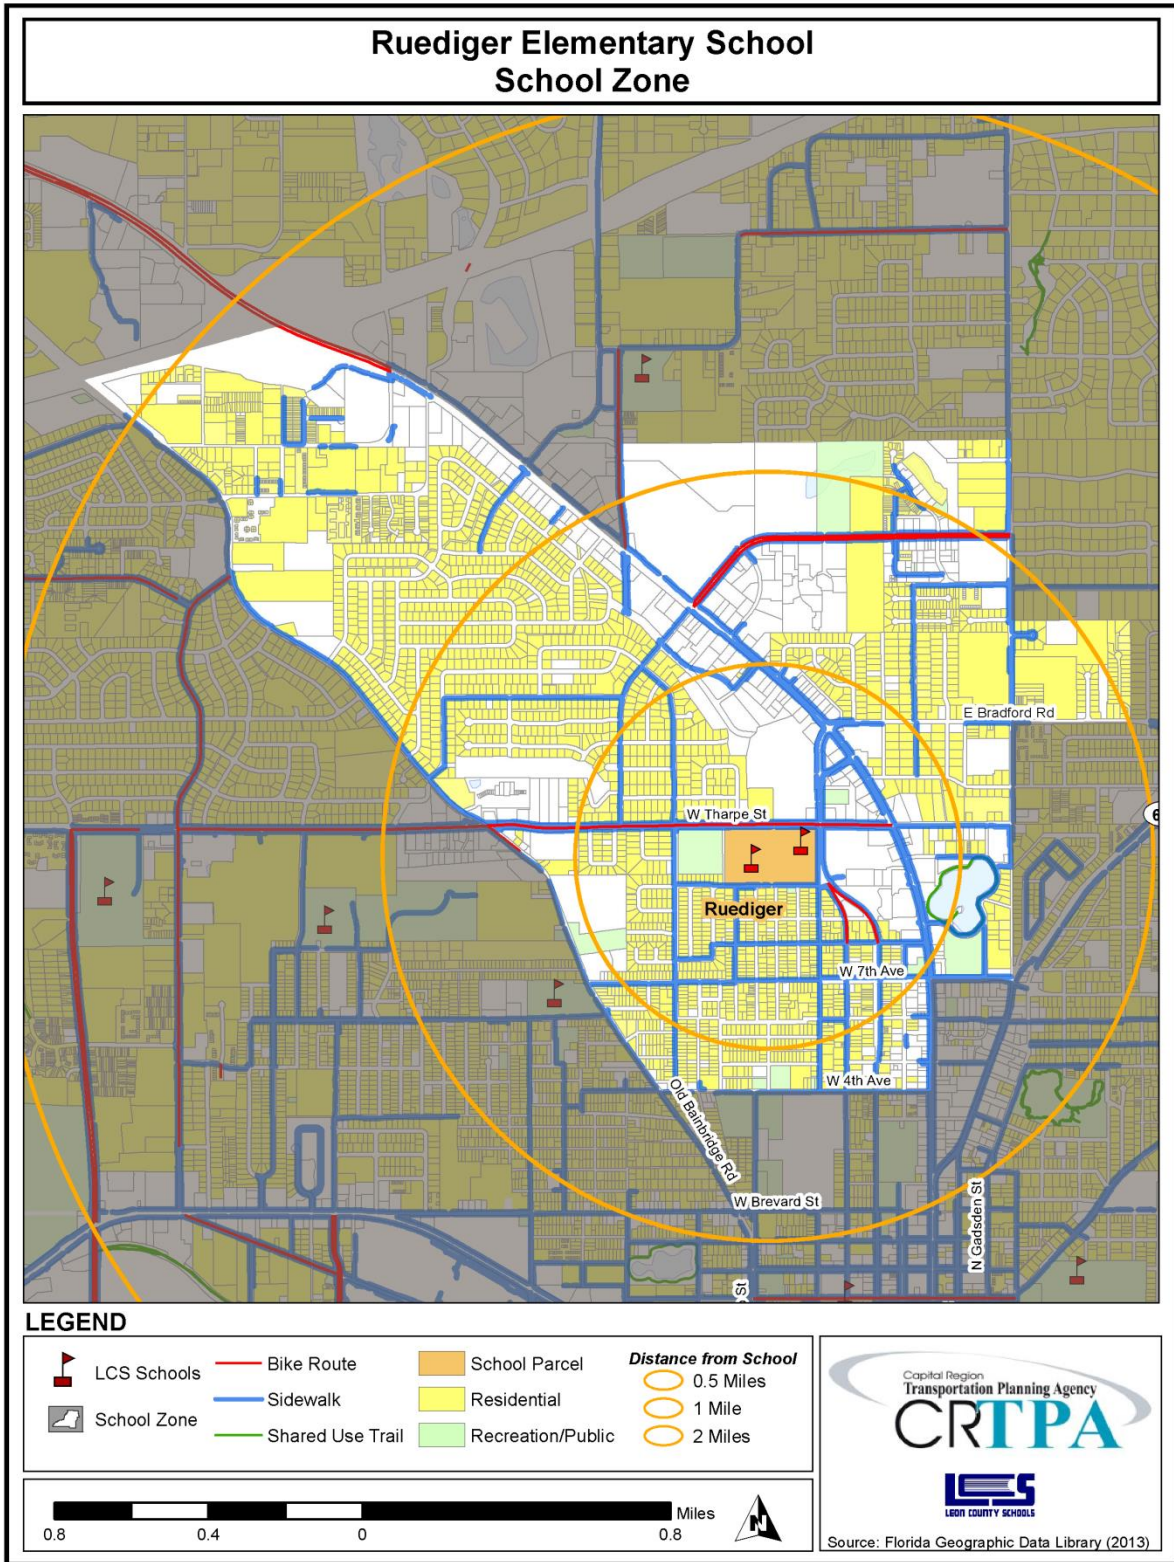 Ruediger Elementary School
School Zone
E Bradford Rd
W Tharpe St
Ruediger
W 7th Ave
W 4th Ave
Old Bainbridge Rd
W Brevard St
N Gadsden St
St
6
LEGEND
LCS Schools
School Zone
Bike Route
Sidewalk
Shared Use Trail
School Parcel
Residential
Recreation/Public
Distance from School
0.5 Miles
1 Mile
2 Miles
Miles
0.8 0.4 0 0.8
N
Capital Region
Transportation Planning Agency
CRTPA
LCS
LEON COUNTY SCHOOLS
Source: Florida Geographic Data Library (2013)